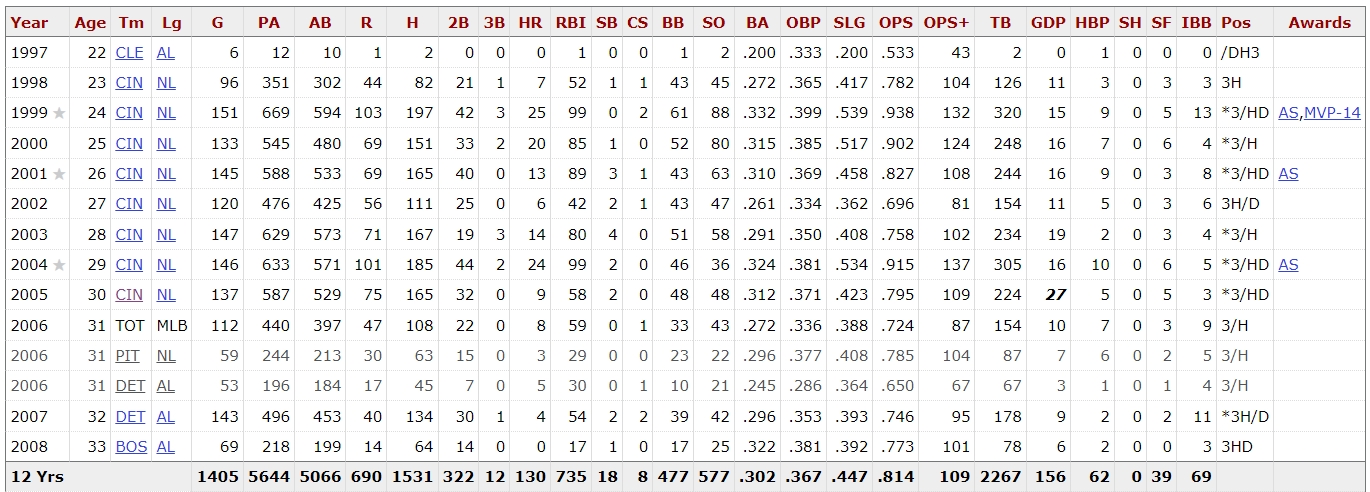 Year Age Tm Lg G PA AB R H 2B 3B HR RBI SB CS BB SO BA OBP SLG OPS OPS+ TB GDP HBP SH SF IBB Pos Awards
1997 22 CLE AL 6 12 10 1 2 0 0 0 1 0 0 1 2 .200 .333 .200 .533 43 2 0 1 0 0 0 /DH3
1998 23 CIN NL 96 351 302 44 82 21 1 7 52 1 1 43 45 .272 .365 .417 .782 104 126 11 3 0 3 3 3H
1999 ★ 24 CIN NL 151 669 594 103 197 42 3 25 99 0 2 61 88 .332 .399 .539 .938 132 320 15 9 0 5 13 *3/HD AS,MVP-14
2000 25 CIN NL 133 545 480 69 151 33 2 20 85 1 0 52 80 .315 .385 .517 .902 124 248 16 7 0 6 4 *3/H
2001 ★ 26 CIN NL 145 588 533 69 165 40 0 13 89 3 1 43 63 .310 .369 .458 .827 108 244 16 9 0 3 8 *3/HD AS
2002 27 CIN NL 120 476 425 56 111 25 0 6 42 2 1 43 47 .261 .334 .362 .696 81 154 11 5 0 3 6 3H/D
2003 28 CIN NL 147 629 573 71 167 19 3 14 80 4 0 51 58 .291 .350 .408 .758 102 234 19 2 0 3 4 *3/H
2004 ★ 29 CIN NL 146 633 571 101 185 44 2 24 99 2 0 46 36 .324 .381 .534 .915 137 305 16 10 0 6 5 *3/HD AS
2005 30 CIN NL 137 587 529 75 165 32 0 9 58 2 0 48 48 .312 .371 .423 .795 109 224 27 5 0 5 3 *3/HD
2006 31 TOT MLB 112 440 397 47 108 22 0 8 59 0 1 33 43 .272 .336 .388 .724 87 154 10 7 0 3 9 3/H
2006 31 PIT NL 59 244 213 30 63 15 0 3 29 0 0 23 22 .296 .377 .408 .785 104 87 7 6 0 2 5 3/H
2006 31 DET AL 53 196 184 17 45 7 0 5 30 0 1 10 21 .245 .286 .364 .650 67 67 3 1 0 1 4 3/H
2007 32 DET AL 143 496 453 40 134 30 1 4 54 2 2 39 42 .296 .353 .393 .746 95 178 9 2 0 2 11 *3H/D
2008 33 BOS AL 69 218 199 14 64 14 0 0 17 1 0 17 25 .322 .381 .392 .773 101 78 6 2 0 0 3 3HD
12 Yrs 1405 5644 5066 690 1531 322 12 130 735 18 8 477 577 .302 .367 .447 .814 109 2267 156 62 0 39 69